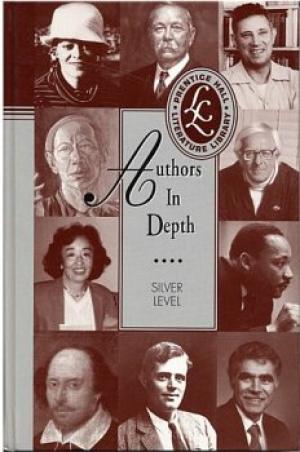 PRENTICE HALL
LITERATURE LIBRARY
LL
Authors
In
Depth
SILVER
LEVEL